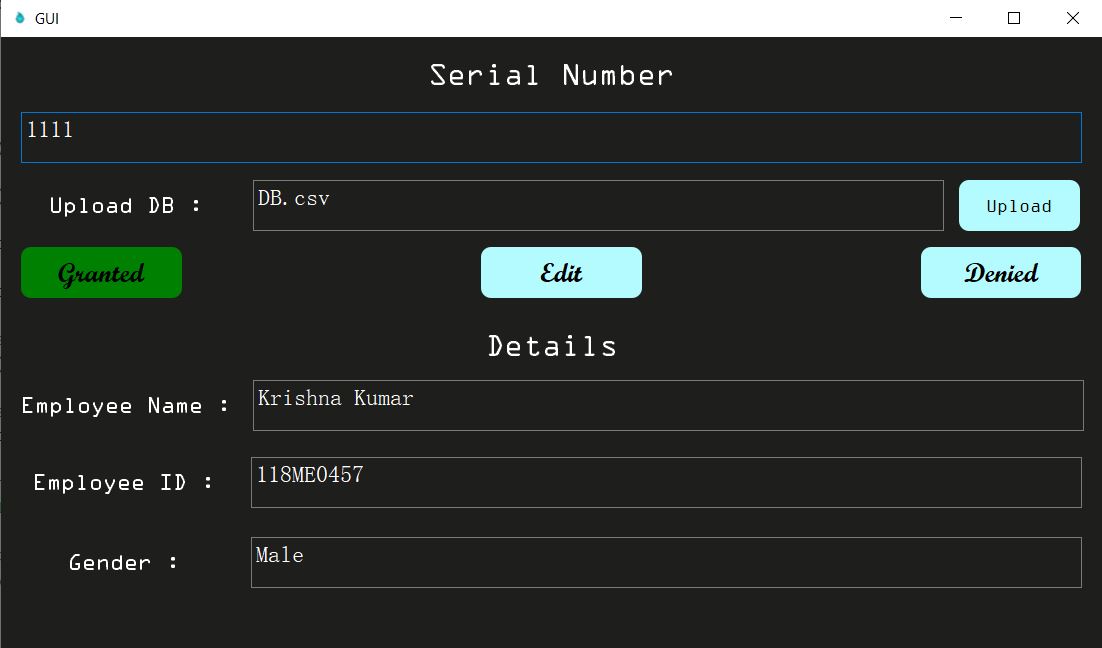 GUI
Serial Number
1111
Upload DB : DB.csv Upload
Granted Edit Denied
Details
Employee Name : Krishna Kumar
Employee ID : 118ME0457
Gender : Male